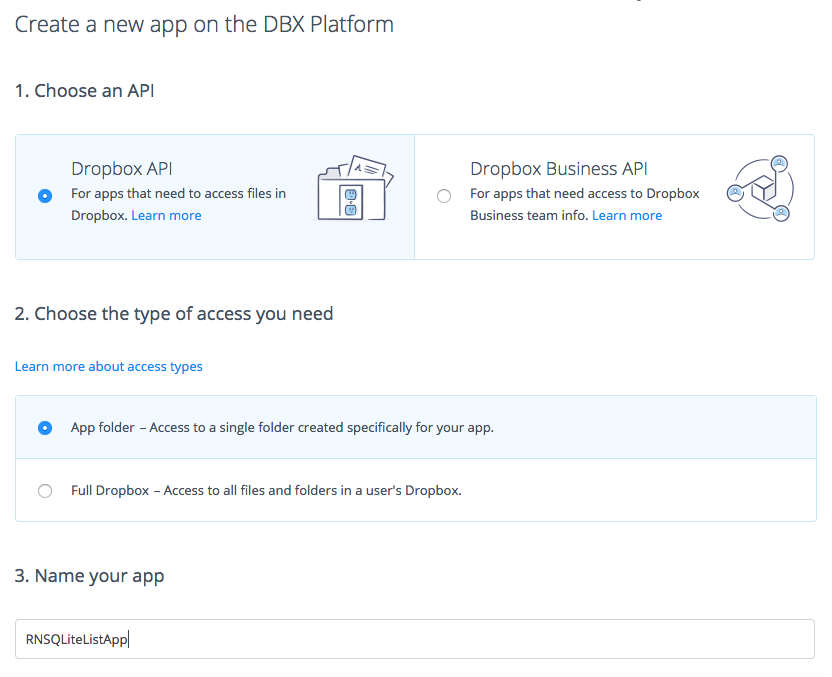 Create a new app on the DBX Platform
1. Choose an API
Dropbox API
For apps that need to access files in
Dropbox. Learn more
Dropbox Business API
For apps that need access to Dropbox
Business team info. Learn more
2. Choose the type of access you need
Learn more about access types
App folder – Access to a single folder created specifically for your app.
Full Dropbox – Access to all files and folders in a user's Dropbox.
3. Name your app
RNSQLiteListApp